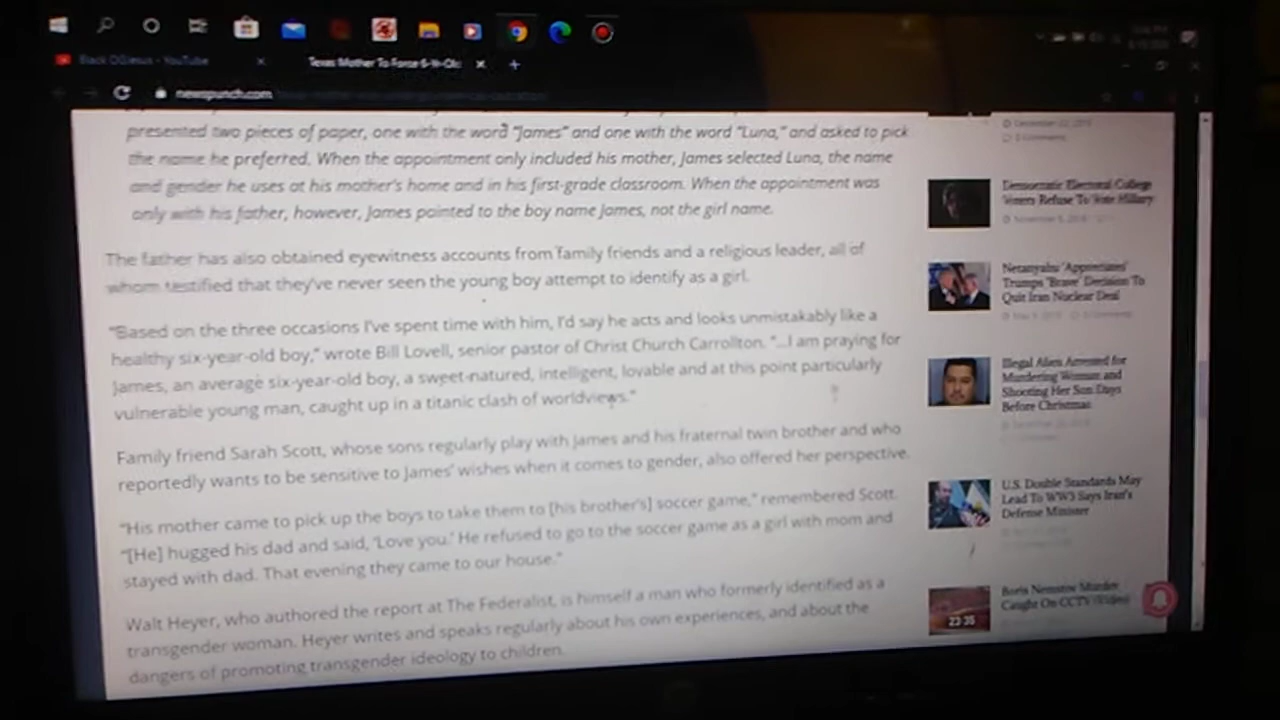 Black OGJesus - YouTube
Texas Mother To Force 6-Yr-Old
newspunch.com
presented two pieces of paper, one with the word "James" and one with the word "Luna," and asked to pick
the name he preferred. When the appointment only included his mother, James selected Luna, the name
and gender he uses at his mother's home and in his first-grade classroom. When the appointment was
only with his father, however, James pointed to the boy name James, not the girl name.
The father has also obtained eyewitness accounts from family friends and a religious leader, all of
whom testified that they've never seen the young boy attempt to identify as a girl.
"Based on the three occasions I've spent time with him, I'd say he acts and looks unmistakably like a
healthy six-year-old boy," wrote Bill Lovell, senior pastor of Christ Church Carrollton. "...I am praying for
James, an average six-year-old boy, a sweet-natured, intelligent, lovable and at this point particularly
vulnerable young man, caught up in a titanic clash of worldviews."
Family friend Sarah Scott, whose sons regularly play with James and his fraternal twin brother and who
reportedly wants to be sensitive to James' wishes when it comes to gender, also offered her perspective.
"His mother came to pick up the boys to take them to [his brother's] soccer game," remembered Scott.
"[He] hugged his dad and said, 'Love you.' He refused to go to the soccer game as a girl with mom and
stayed with dad. That evening they came to our house."
Walt Heyer, who authored the report at The Federalist, is himself a man who formerly identified as a
transgender woman. Heyer writes and speaks regularly about his own experiences, and about the
dangers of promoting transgender ideology to children.
Democratic Electoral College
Voters Refuse To Vote Hillary
Netanyahu 'Appreciates'
Trumps 'Brave' Decision To
Quit Iran Nuclear Deal
Illegal Alien Arrested for
Murdering Woman and
Shooting Her Son Days
Before Christmas
U.S. Double Standards May
Lead To WW3 Says Iran's
Defense Minister
Boris Nemstov Murder
Caught On CCTV (Video)
23:35